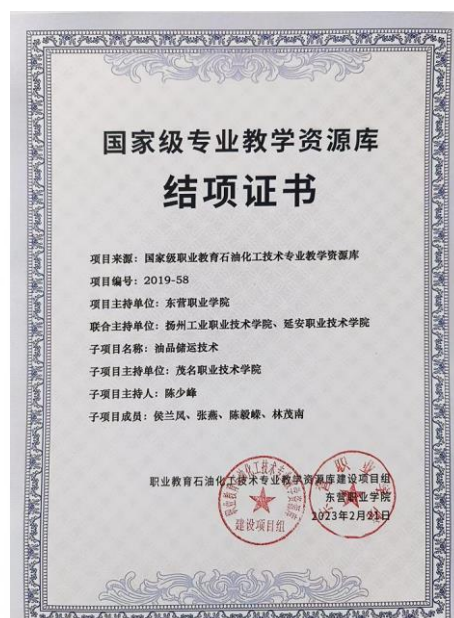 国家级专业教学资源库
结项证书
项目来源：国家级职业教育石油化工技术专业教学资源库
项目编号：2019-58
项目主持单位：东营职业学院
联合主持单位：扬州工业职业技术学院、延安职业技术学院
子项目名称：油品储运技术
子项目主持单位：茂名职业技术学院
子项目主持人：陈少峰
子项目成员：侯兰凤、张燕、陈毅嵘、林茂南
职业教育石油化工技术专业教学资源库建设项目组
东营职业学院
2023年2月21日
建设项目组